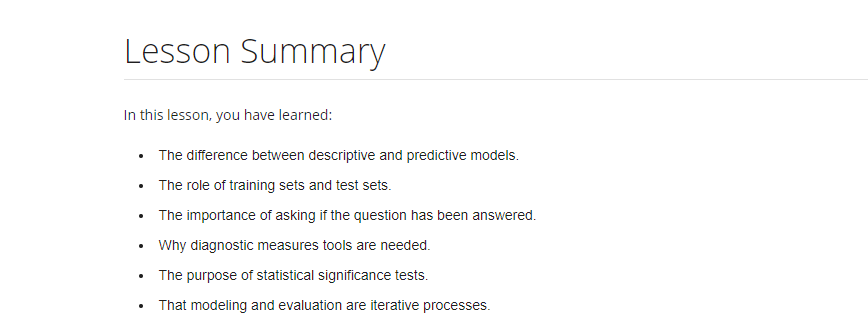 Lesson Summary
In this lesson, you have learned:
• The difference between descriptive and predictive models.
• The role of training sets and test sets.
• The importance of asking if the question has been answered.
• Why diagnostic measures tools are needed.
• The purpose of statistical significance tests.
• That modeling and evaluation are iterative processes.